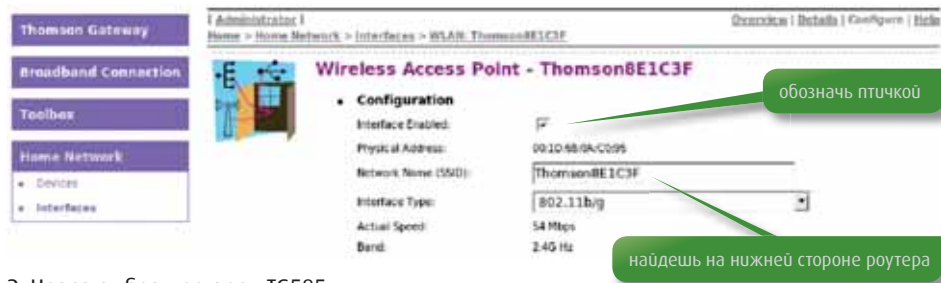 Thomson Gateway
Broadband Connection
Toolbox
Home Network
Devices
Interfaces
[ Administrator ]
Overview | Details | Configure | Help
Home > Home Network > Interfaces > WLAN: Thomson8E1C3F
Wireless Access Point - Thomson8E1C3F
Configuration
Interface Enabled:
Physical Address:
Network Name (SSID): Thomson8E1C3F
Interface Type: 802.11b/g
Actual Speed: 54 Mbps
Band: 2.4G Hz
обозначь птичкой
найдешь на нижней стороне роутера